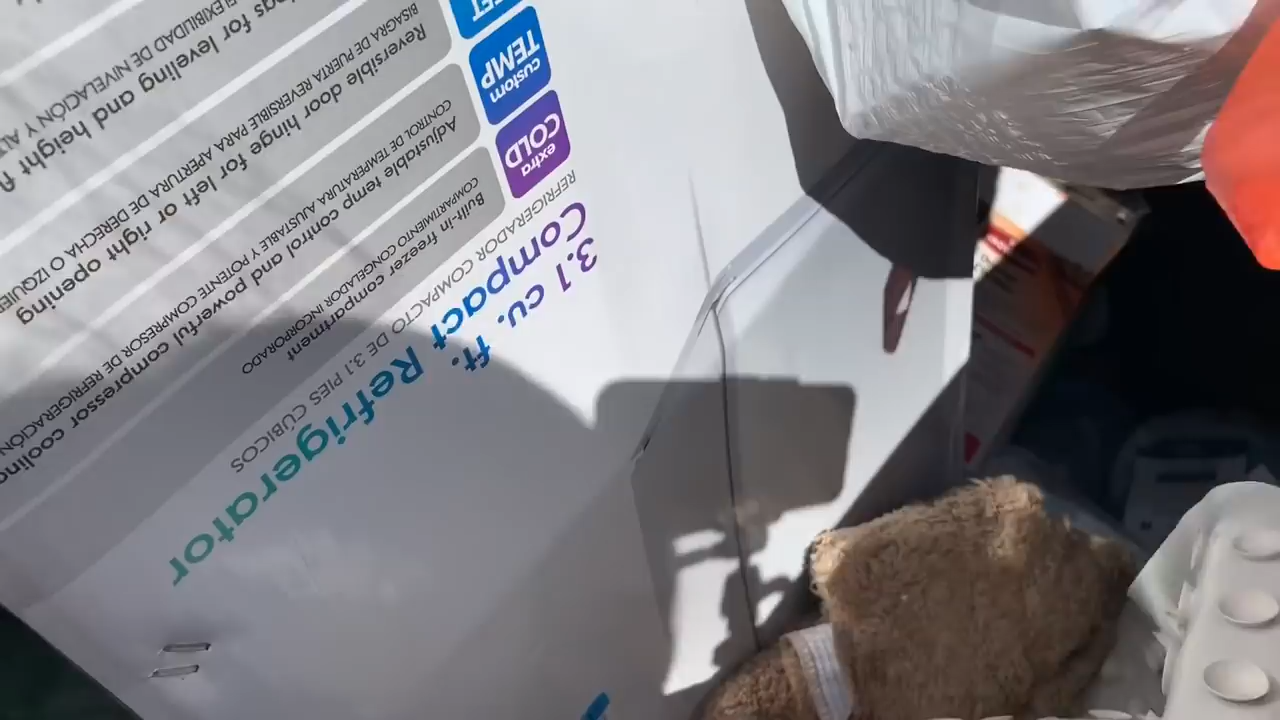 3.1 cu. ft.
Compact Refrigerator
REFRIGERADOR COMPACTO DE 3.1 PIES CÚBICOS
extra
COLD
Built-in freezer compartment
COMPARTIMIENTO CONGELADOR INCORPORADO
custom
TEMP
Adjustable temp control and powerful compressor cooling
CONTROL DE TEMPERATURA AJUSTABLE Y POTENTE COMPRESOR DE REFRIGERACIÓN
Reversible door hinge for left or right opening
BISAGRA DE PUERTA REVERSIBLE PARA APERTURA DE DERECHA O IZQUIER
for leveling and height
DE NIVELACIÓN Y